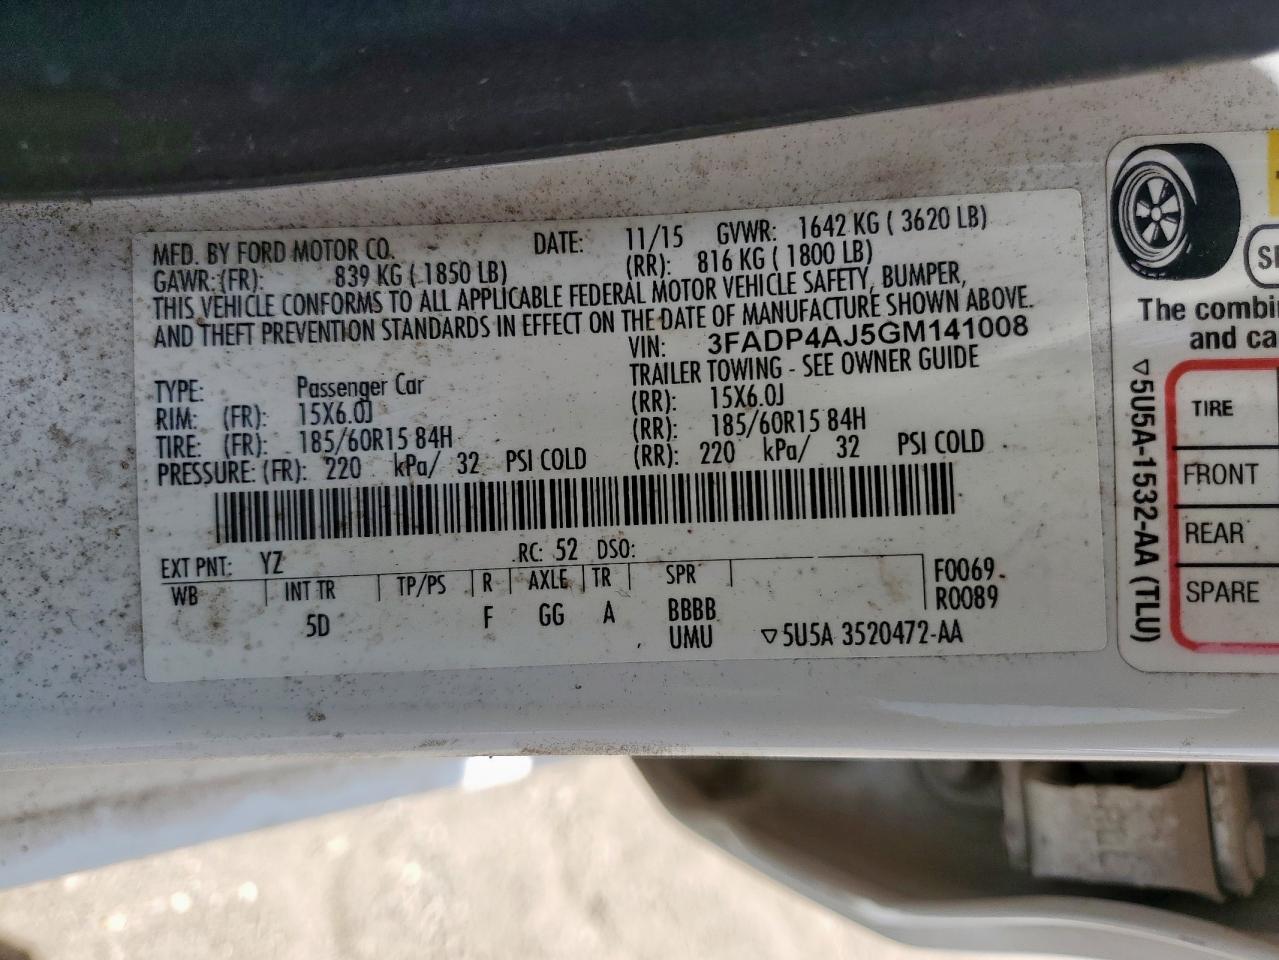 MFD. BY FORD MOTOR CO. DATE: 11/15 GVWR: 1642 KG ( 3620 LB)
GAWR:(FR): 839 KG ( 1850 LB) (RR): 816 KG ( 1800 LB)
THIS VEHICLE CONFORMS TO ALL APPLICABLE FEDERAL MOTOR VEHICLE SAFETY, BUMPER,
AND THEFT PREVENTION STANDARDS IN EFFECT ON THE DATE OF MANUFACTURE SHOWN ABOVE.
VIN: 3FADP4AJ5GM141008
TYPE: Passenger Car TRAILER TOWING - SEE OWNER GUIDE
RIM: (FR): 15X6.0J (RR): 15X6.0J
TIRE: (FR): 185/60R15 84H (RR): 185/60R15 84H
PRESSURE: (FR): 220 kPa/ 32 PSI COLD (RR): 220 kPa/ 32 PSI COLD
EXT PNT: YZ RC: 52 DSO:
WB INT TR TP/PS R AXLE TR SPR F0069
5D F GG A BBBB R0089
UMU ▽5U5A 3520472-AA
The combin
and ca
▽5U5A-1532-AA (TLU)
TIRE
FRONT
REAR
SPARE